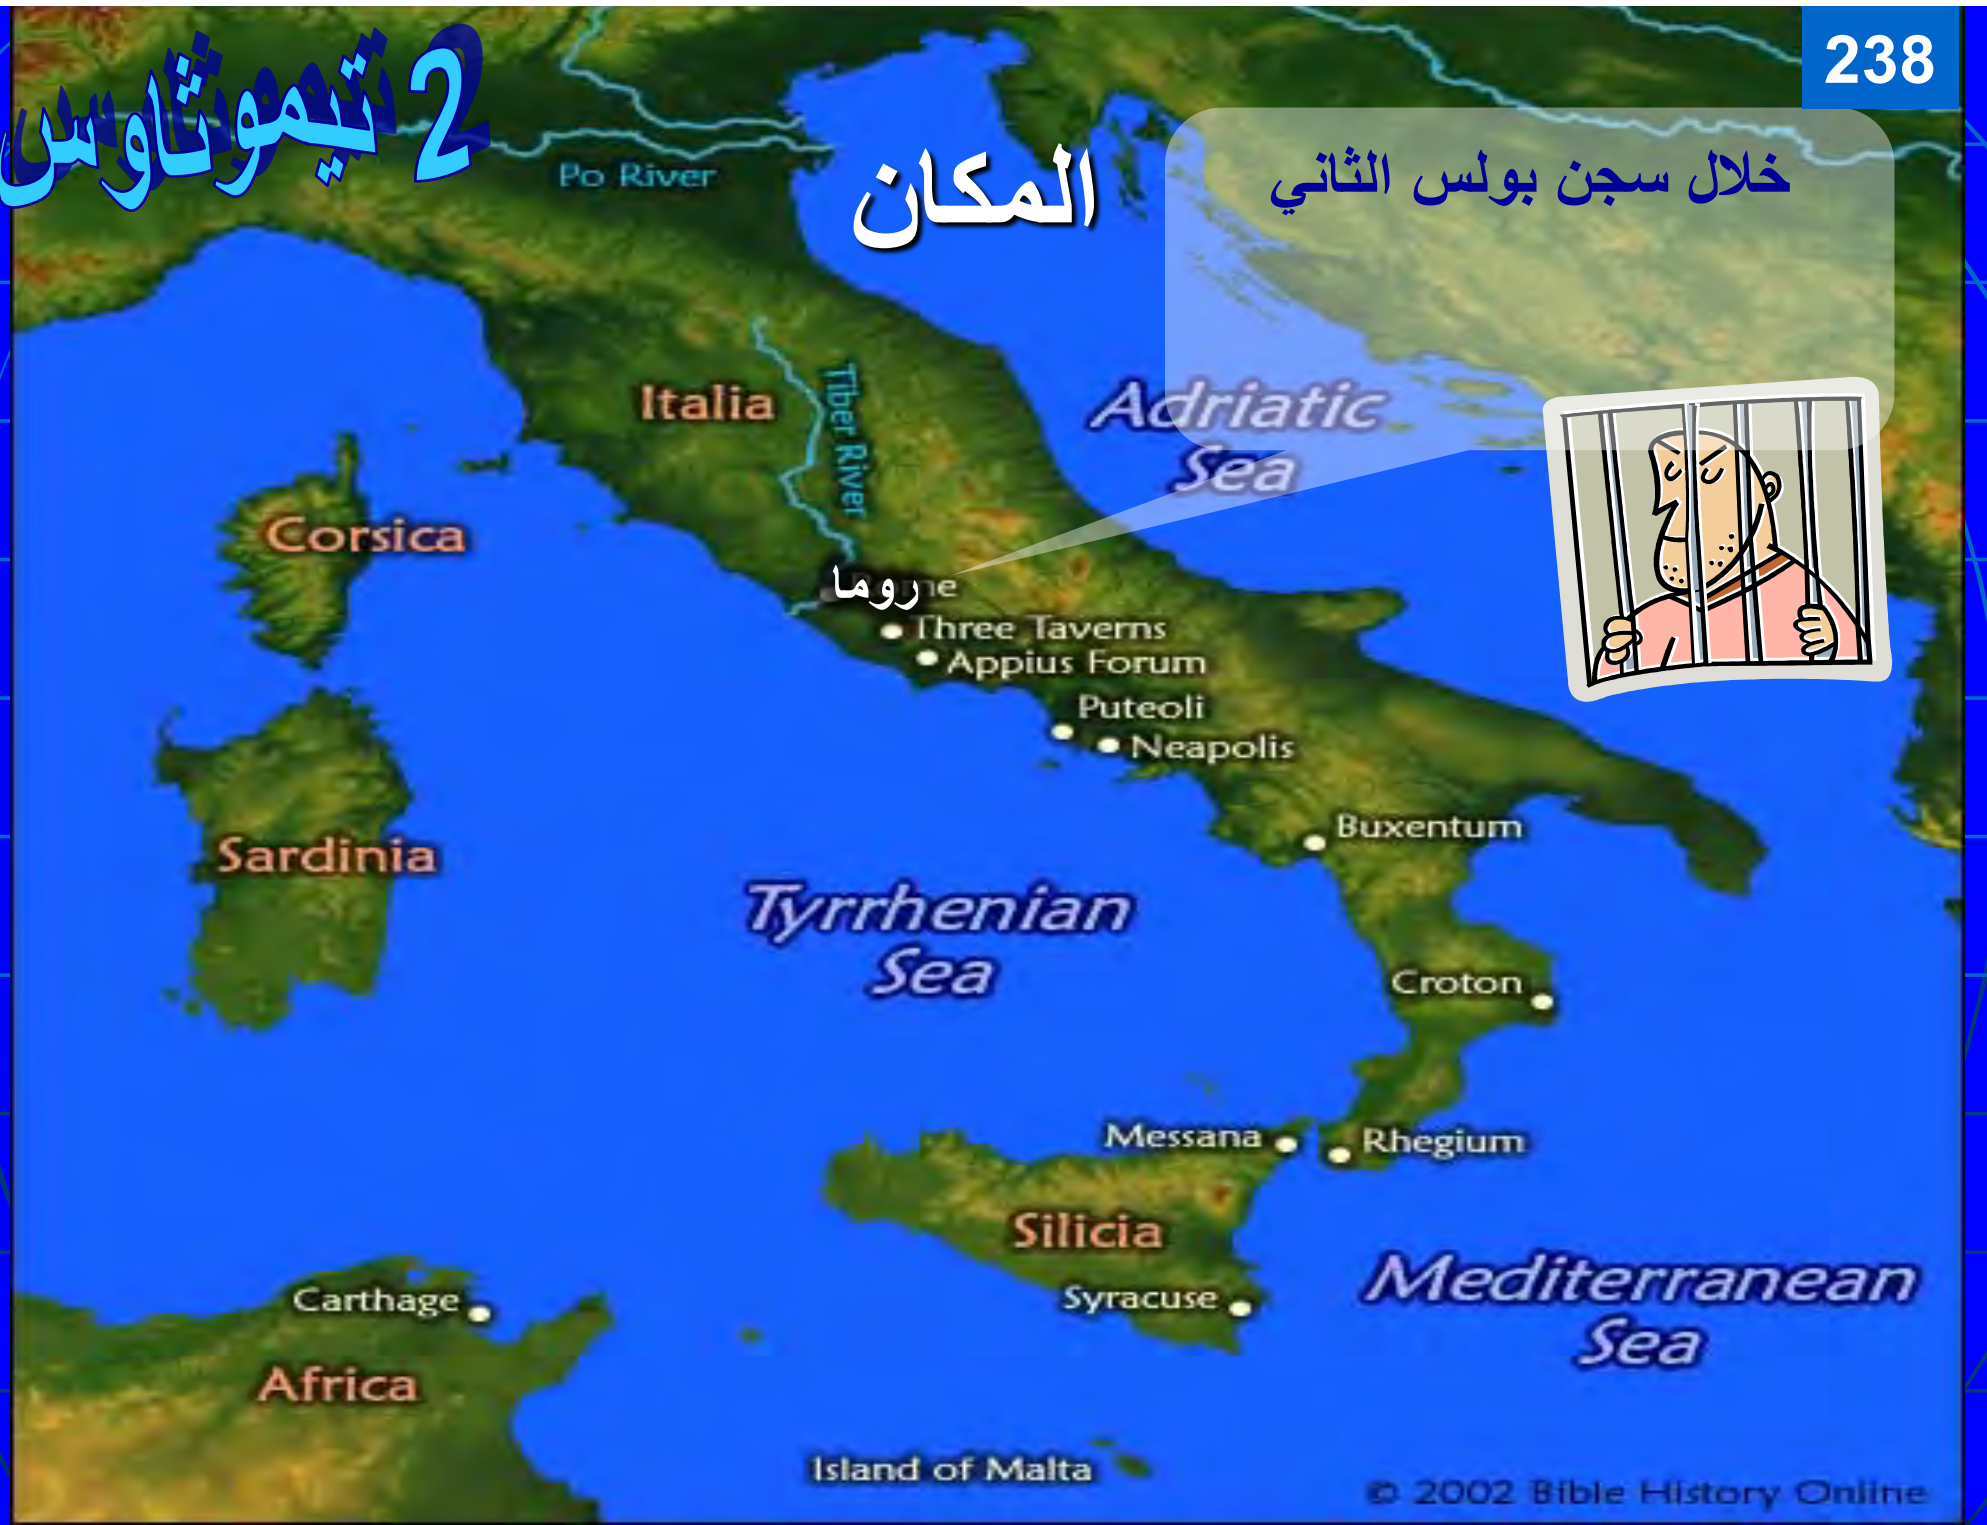 238
2 تيموثاوس
المكان
خلال سجن بولس الثاني
Po River
Italia
Tiber River
Adriatic
Sea
Corsica
روما
Three Taverns
Appius Forum
Puteoli
Neapolis
Sardinia
Buxentum
Tyrrhenian
Sea
Croton
Messana
Rhegium
Silicia
Syracuse
Mediterranean
Sea
Carthage
Africa
Island of Malta
© 2002 Bible History Online